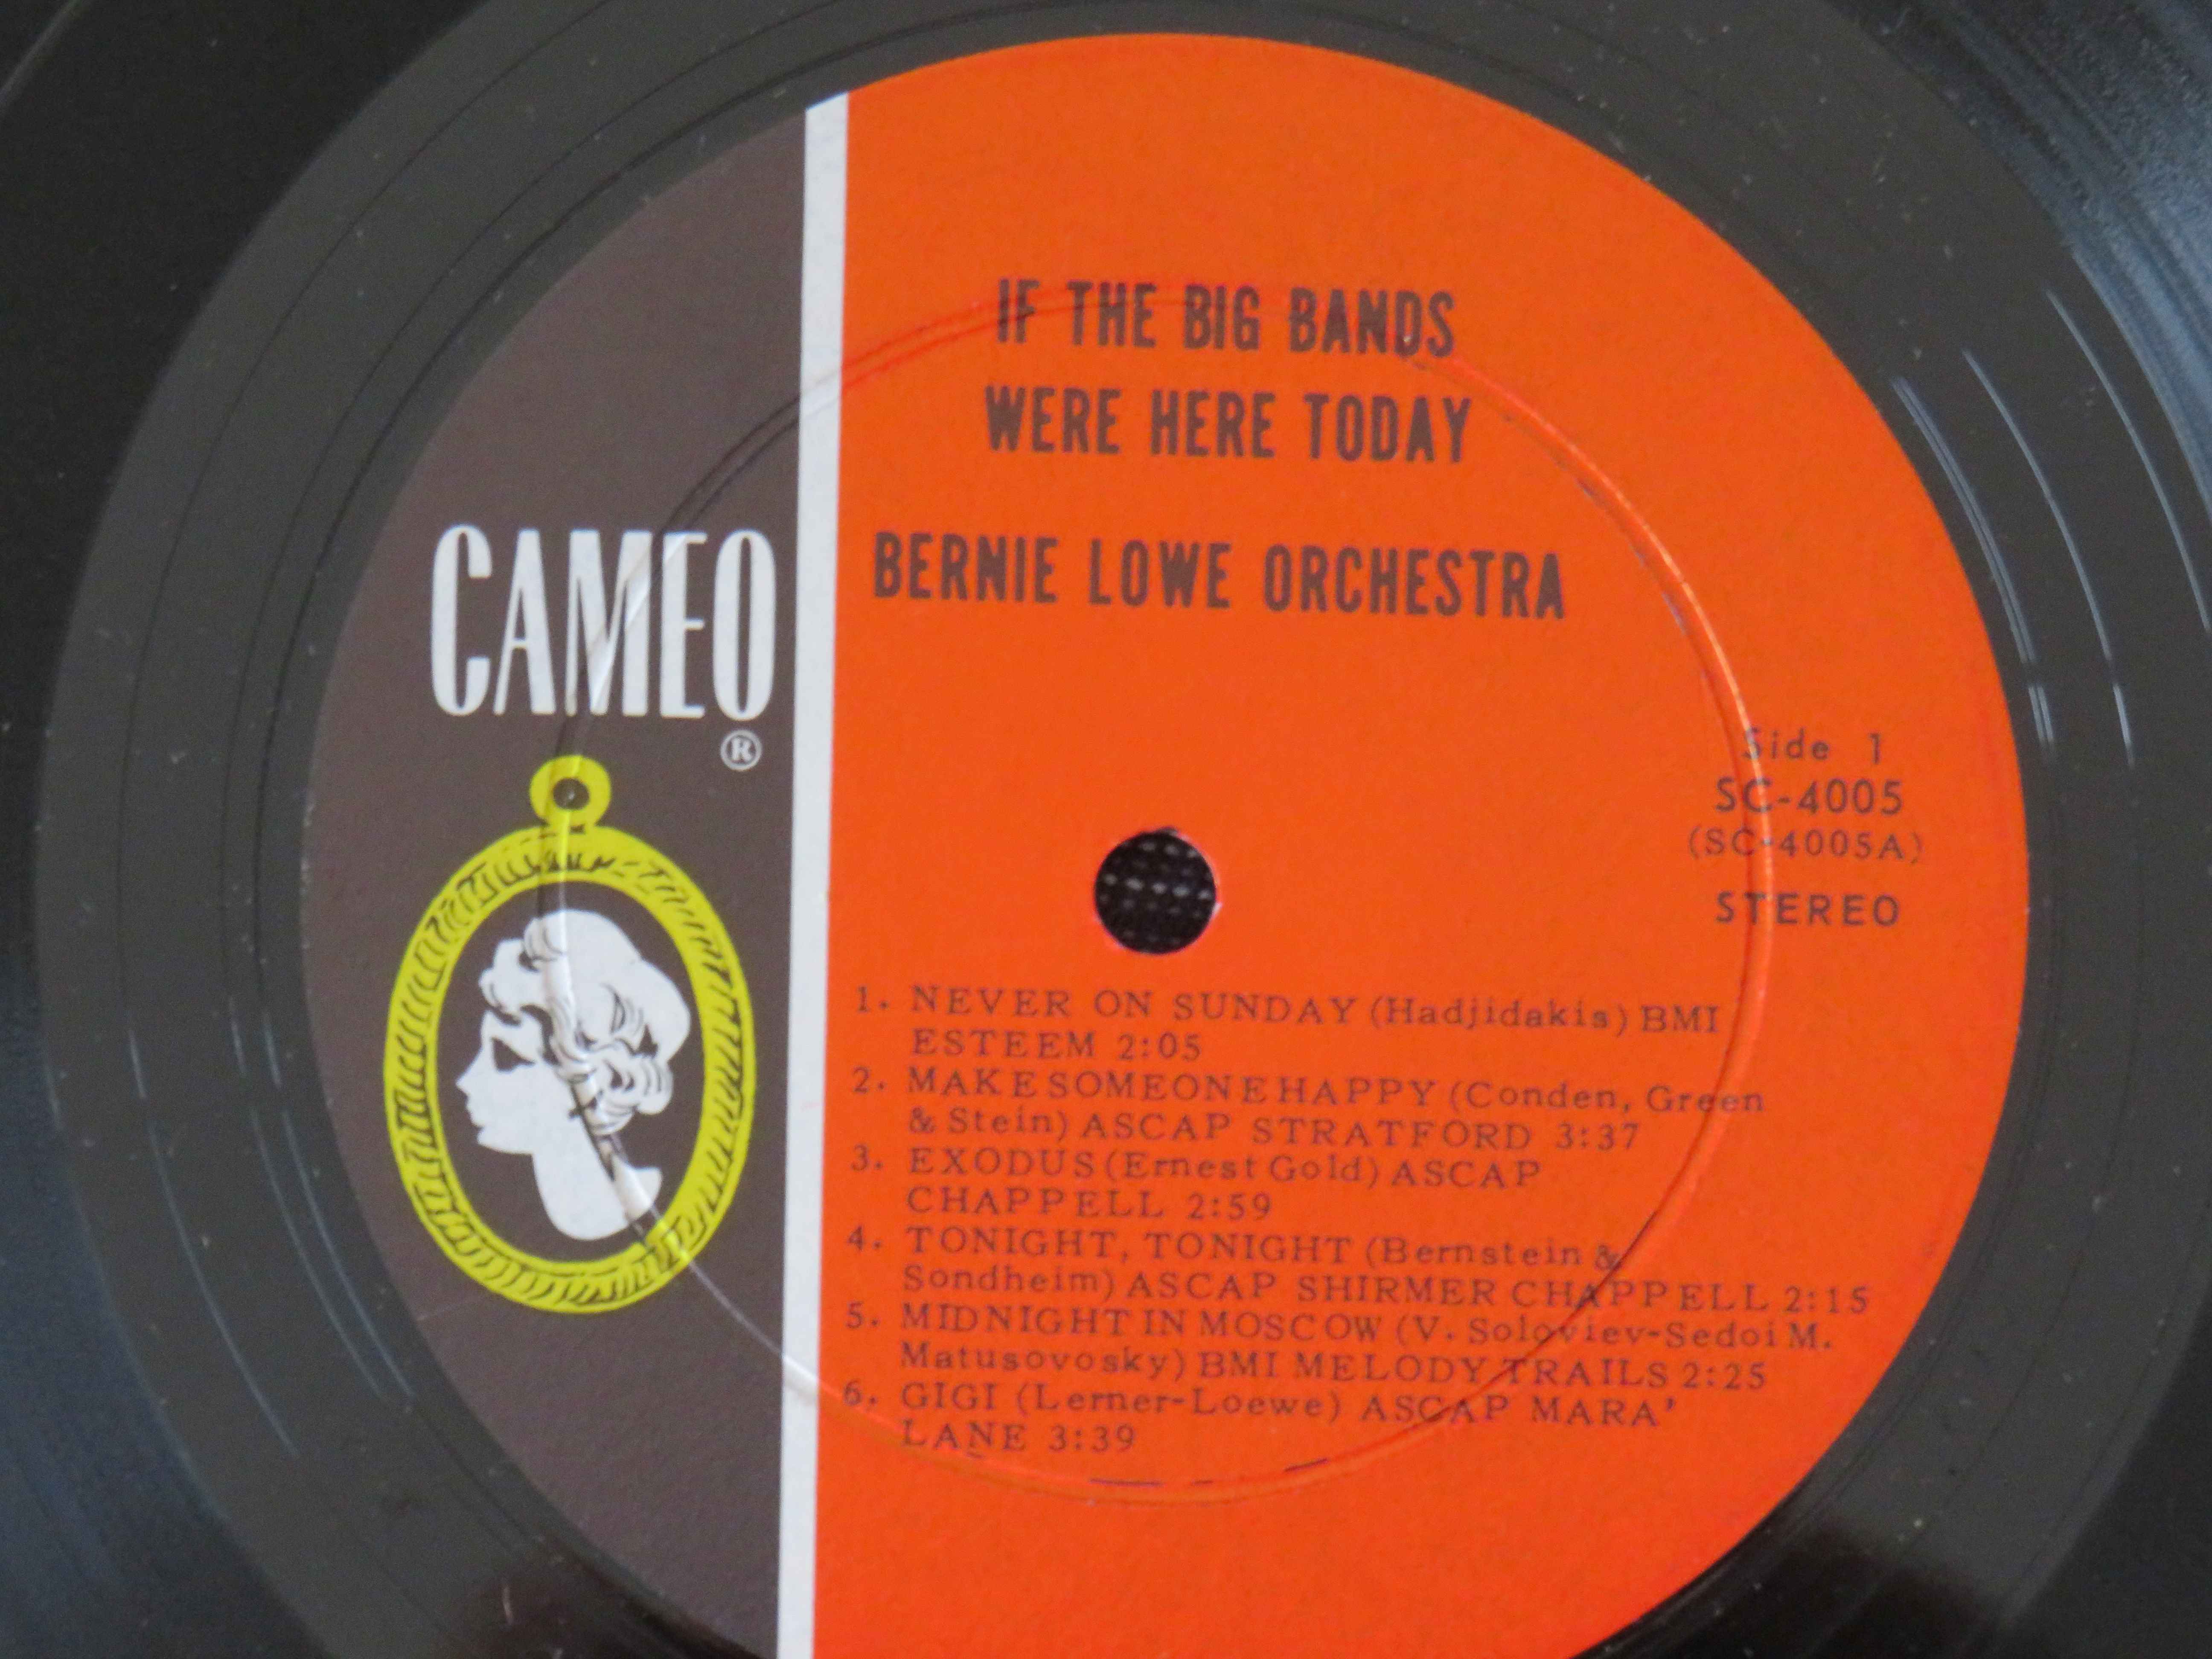 IF THE BIG BANDS
WERE HERE TODAY
BERNIE LOWE ORCHESTRA
CAMEO
®
Side 1
SC-4005
(SC-4005A)
STEREO
1. NEVER ON SUNDAY (Hadjidakis) BMI
ESTEEM 2:05
2. MAKE SOMEONE HAPPY (Conden, Green
& Stein) ASCAP STRATFORD 3:37
3. EXODUS (Ernest Gold) ASCAP
CHAPPELL 2:59
4. TONIGHT, TONIGHT (Bernstein &
Sondheim) ASCAP SHIRMER CHAPPELL 2:15
5. MIDNIGHT IN MOSCOW (V. Soloviev-Sedoi M.
Matusovosky) BMI MELODY TRAILS 2:25
6. GIGI (Lerner-Loewe) ASCAP MARA'
LANE 3:39